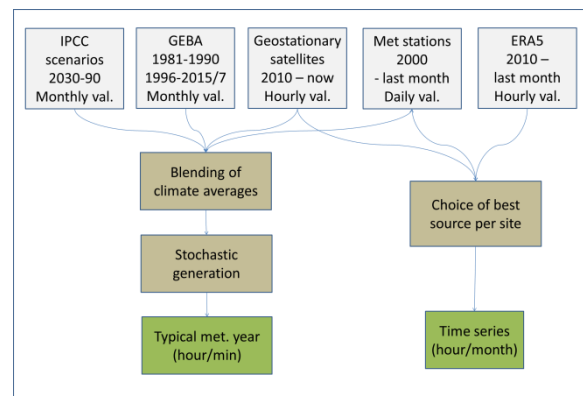 IPCC
scenarios
2030-90
Monthly val.
GEBA
1981-1990
1996-2015/7
Monthly val.
Geostationary
satellites
2010 – now
Hourly val.
Met stations
2000
- last month
Daily val.
ERA5
2010 –
last month
Hourly val.
Blending of
climate averages
Choice of best
source per site
Stochastic
generation
Typical met. year
(hour/min)
Time series
(hour/month)